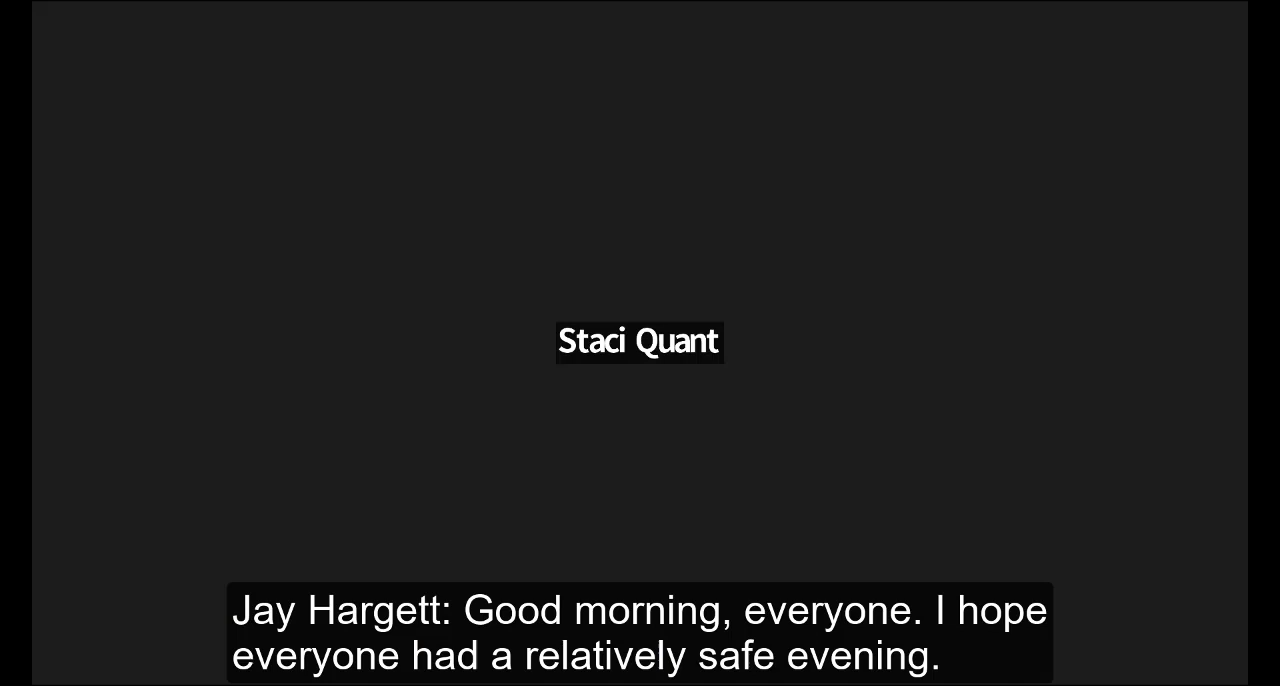 Staci Quant
Jay Hargett: Good morning, everyone. I hope
everyone had a relatively safe evening.